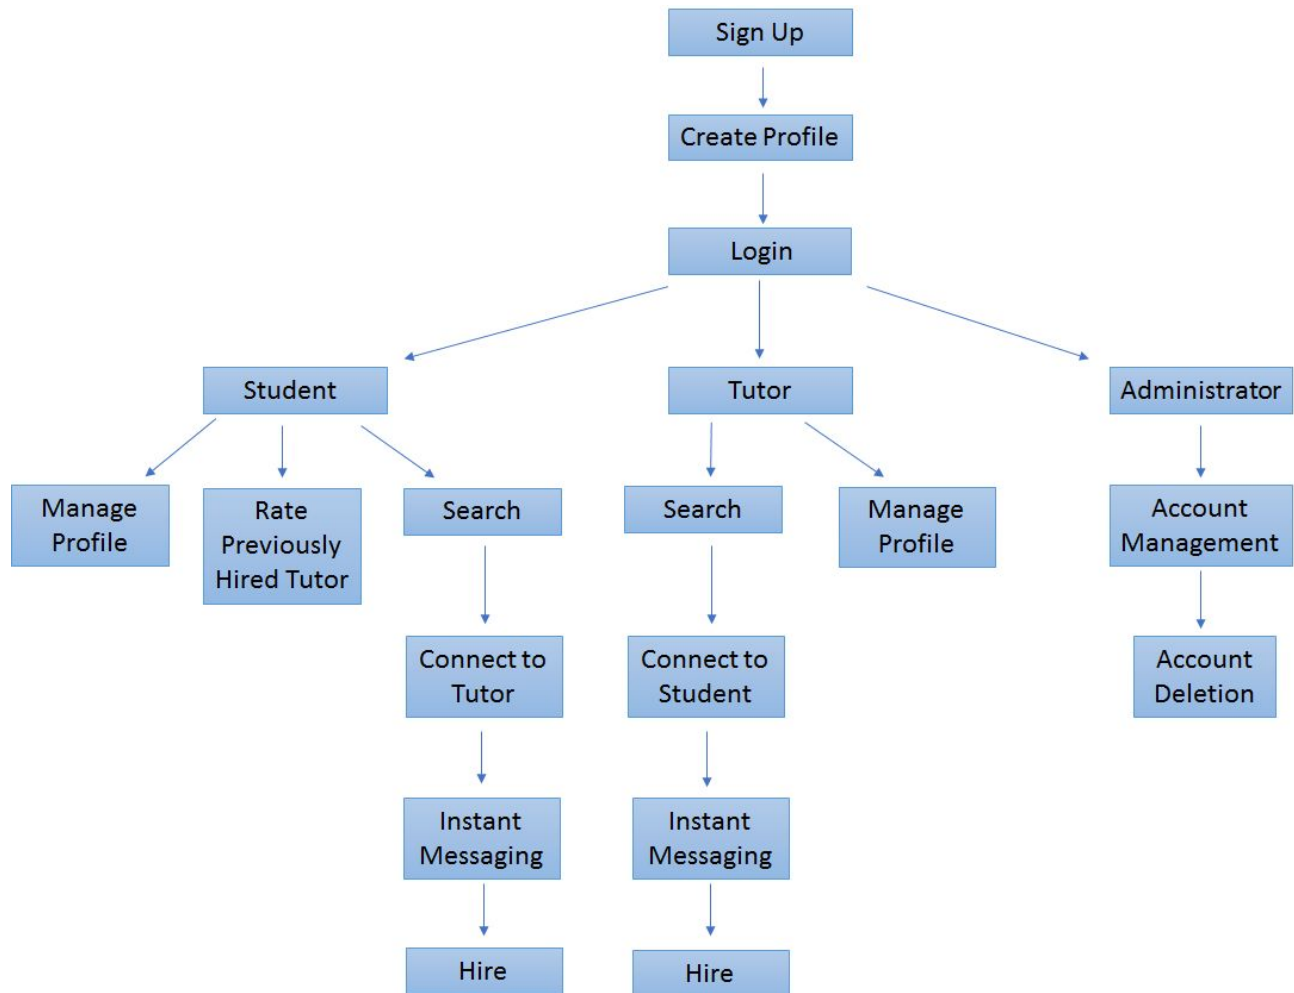 Sign Up
Create Profile
Login
Student
Tutor
Administrator
Manage
Profile
Rate
Previously
Hired Tutor
Search
Search
Manage
Profile
Account
Management
Connect to
Tutor
Connect to
Student
Account
Deletion
Instant
Messaging
Instant
Messaging
Hire
Hire